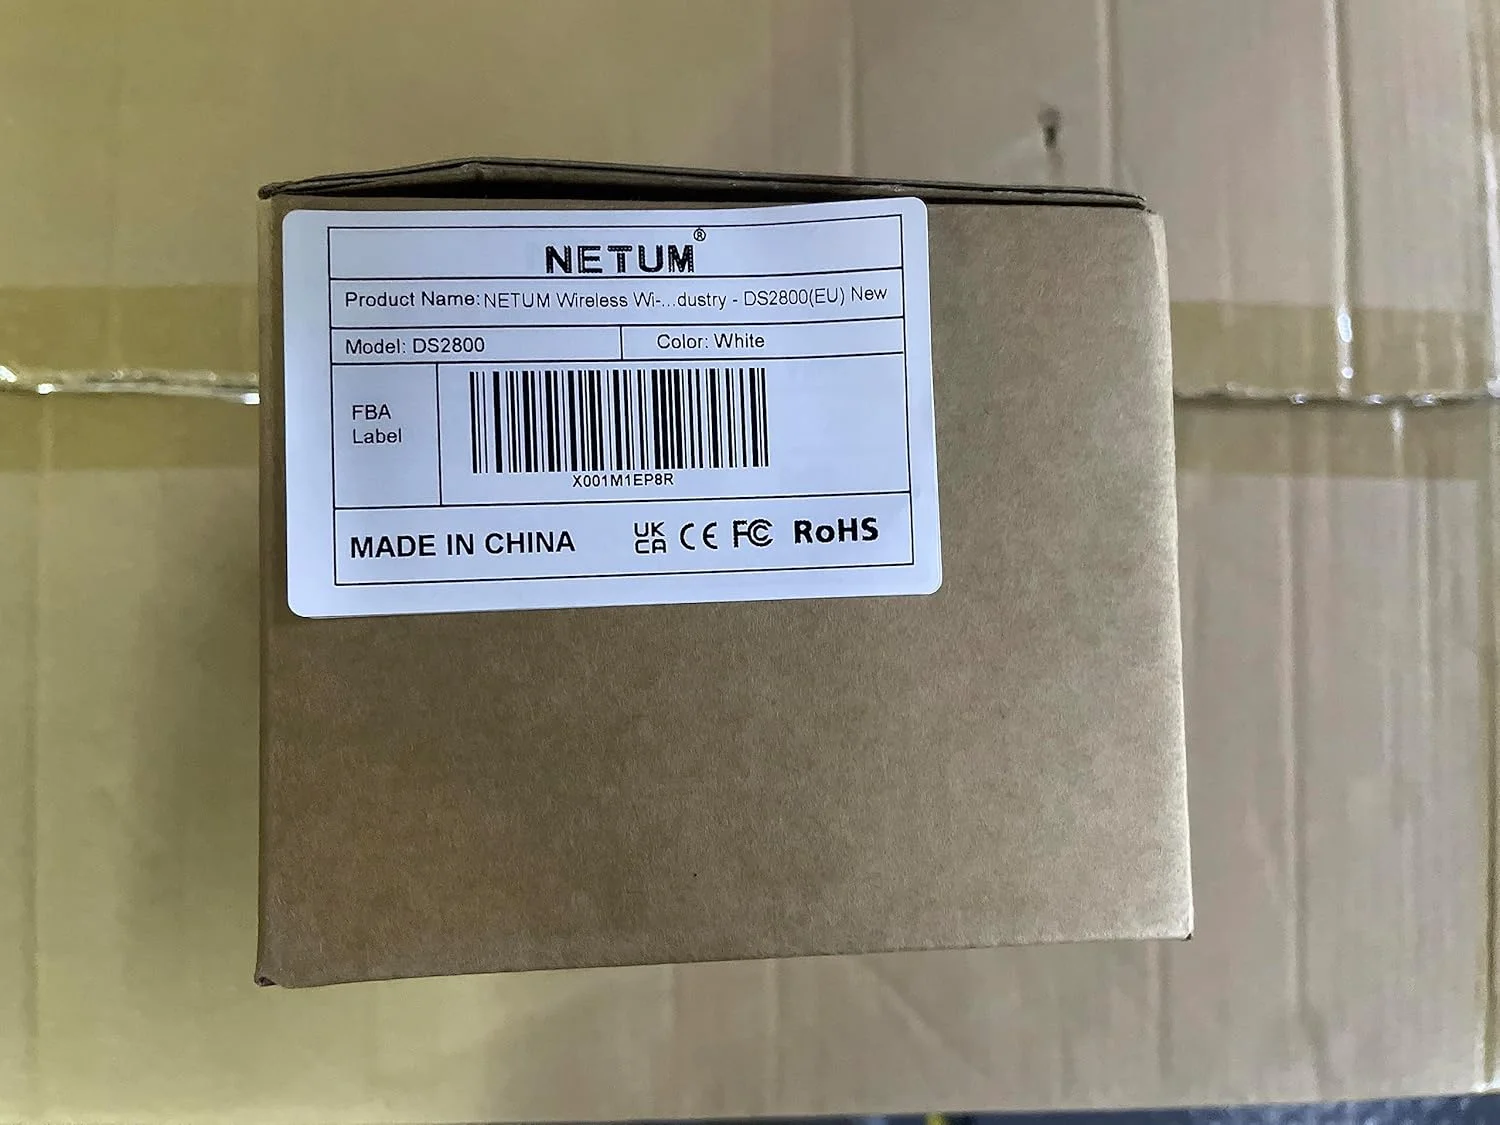 NETUM®
Product Name: NETUM Wireless Wi-...dustry - DS2800(EU) New
Model: DS2800 Color: White
FBA
Label
X001M1EP8R
MADE IN CHINA UK CA CE FC RoHS